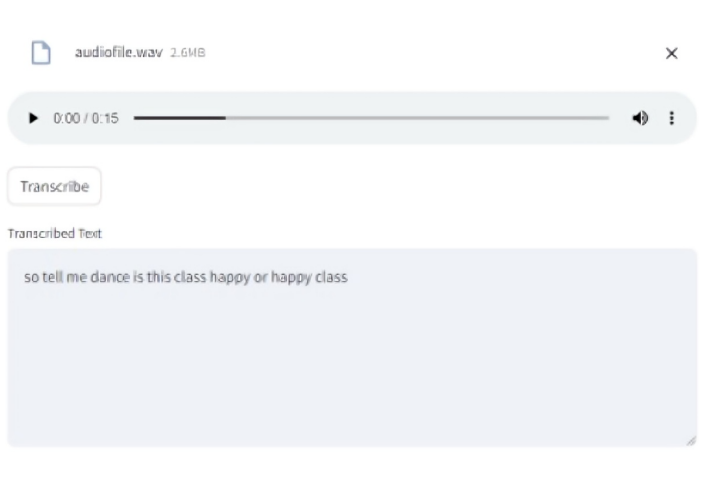 audiofile.wav 2.6MB
0:00 / 0:15
Transcribe
Transcribed Text
so tell me dance is this class happy or happy class